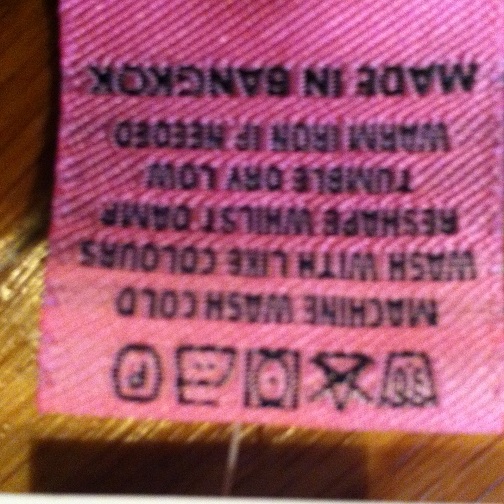 MACHINE WASH COLD
WASH WITH LIKE COLOURS
RESHAPE WHILST DAMP
TUMBLE DRY LOW
WARM IRON IF NEEDED
MADE IN BANGKOK